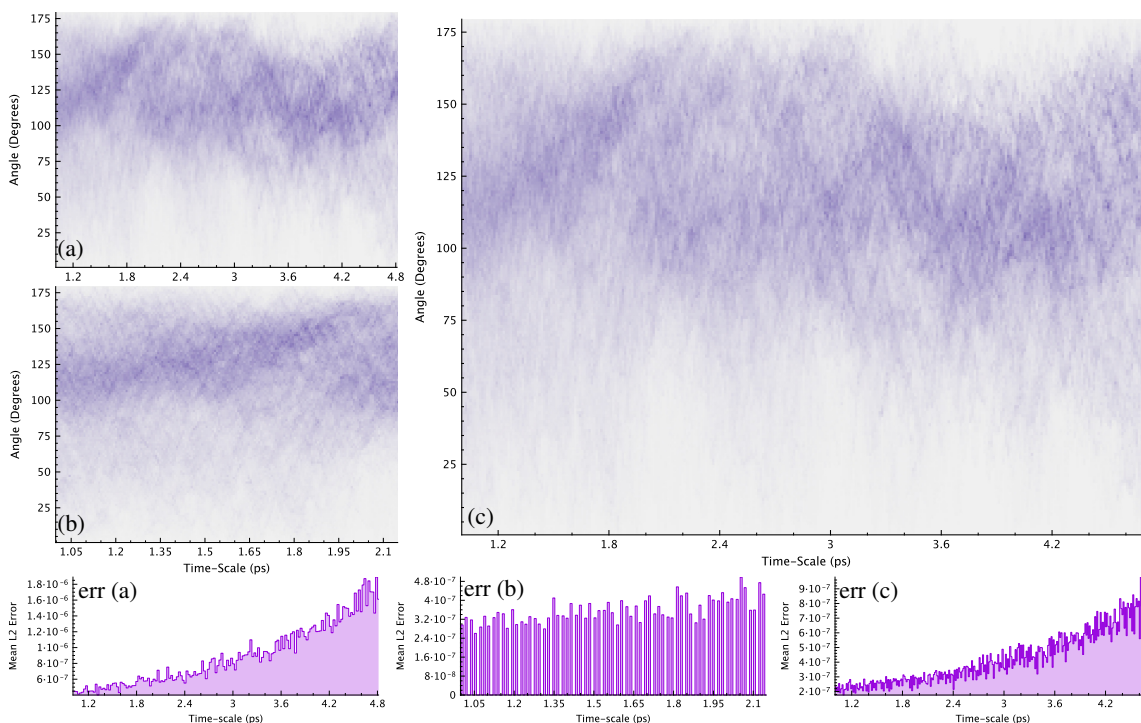 175
150
125
100
75
50
25
Angle (Degrees)
(a)
1.2 1.8 2.4 3 3.6 4.2 4.8
175
150
125
100
75
50
25
Angle (Degrees)
(b)
1.05 1.2 1.35 1.5 1.65 1.8 1.95 2.1
Time-Scale (ps)
175
150
125
100
75
50
25
Angle (Degrees)
(c)
1.2 1.8 2.4 3 3.6 4.2
Time-Scale (ps)
err (a)
1.8·10⁻⁶
1.6·10⁻⁶
1.4·10⁻⁶
1.2·10⁻⁶
1·10⁻⁶
8·10⁻⁷
6·10⁻⁷
Mean L2 Error
1.2 1.8 2.4 3 3.6 4.2 4.8
Time-scale (ps)
err (b)
4.8·10⁻⁷
4·10⁻⁷
3.2·10⁻⁷
2.4·10⁻⁷
1.6·10⁻⁷
8·10⁻⁸
0
Mean L2 Error
1.05 1.2 1.35 1.5 1.65 1.8 1.95 2.1
Time-scale (ps)
err (c)
9·10⁻⁷
8·10⁻⁷
7·10⁻⁷
6·10⁻⁷
5·10⁻⁷
4·10⁻⁷
3·10⁻⁷
2·10⁻⁷
Mean L2 Error
1.2 1.8 2.4 3 3.6 4.2
Time-scale (ps)